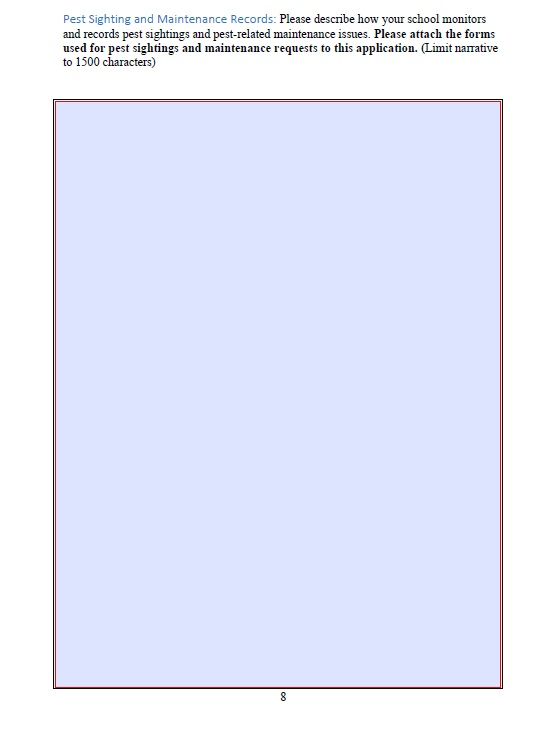 Pest Sighting and Maintenance Records: Please describe how your school monitors
and records pest sightings and pest-related maintenance issues. Please attach the forms
used for pest sightings and maintenance requests to this application. (Limit narrative
to 1500 characters)
8